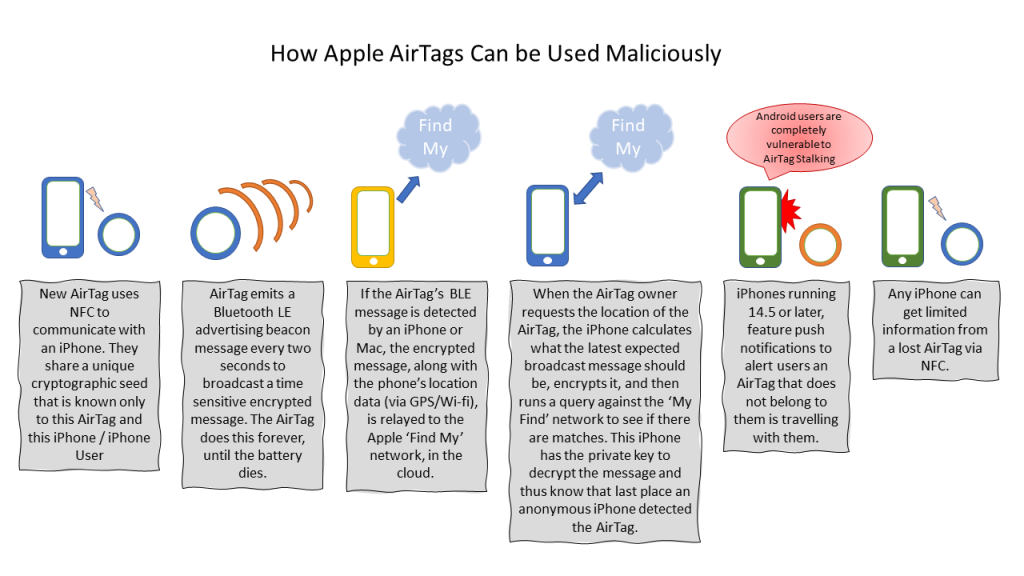 How Apple AirTags Can be Used Maliciously
Find
My
Find
My
Android users are
completely
vulnerable to
AirTag Stalking
New AirTag uses
NFC to
communicate with
an iPhone. They
share a unique
cryptographic seed
that is known only
to this AirTag and
this iPhone / iPhone
User
AirTag emits a
Bluetooth LE
advertising beacon
message every two
seconds to
broadcast a time
sensitive encrypted
message. The AirTag
does this forever,
until the battery
dies.
If the AirTag’s BLE
message is detected
by an iPhone or
Mac, the encrypted
message, along with
the phone’s location
data (via GPS/Wi-fi),
is relayed to the
Apple ‘Find My’
network, in the
cloud.
When the AirTag owner
requests the location of the
AirTag, the iPhone calculates
what the latest expected
broadcast message should
be, encrypts it, and then
runs a query against the ‘My
Find’ network to see if there
are matches. This iPhone
has the private key to
decrypt the message and
thus know that last place an
anonymous iPhone detected
the AirTag.
iPhones running
14.5 or later,
feature push
notifications to
alert users an
AirTag that does
not belong to
them is travelling
with them.
Any iPhone can
get limited
information from
a lost AirTag via
NFC.